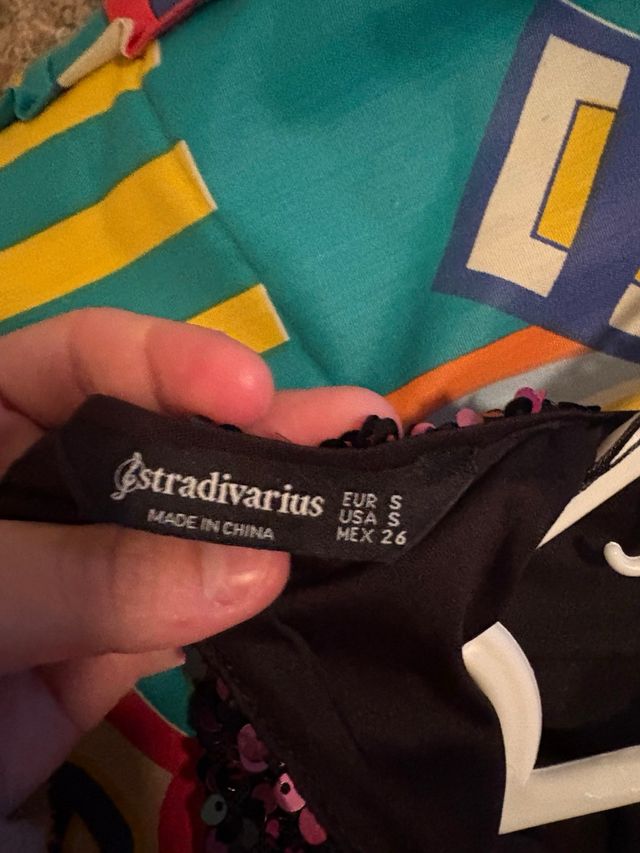 stradivarius
MADE IN CHINA
EUR S
USA S
MEX 26